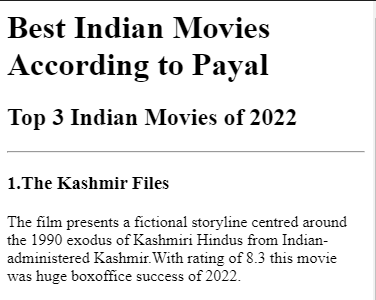 Best Indian Movies
According to Payal
Top 3 Indian Movies of 2022
1.The Kashmir Files
The film presents a fictional storyline centred around
the 1990 exodus of Kashmiri Hindus from Indian-
administered Kashmir.With rating of 8.3 this movie
was huge boxoffice success of 2022.